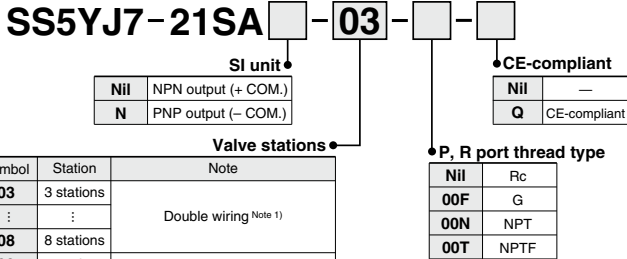 SS5YJ7-21SA□-03-□-□
SI unit
Nil NPN output (+ COM.)
N PNP output (– COM.)
CE-compliant
Nil —
Q CE-compliant
Valve stations
Station Note
03 3 stations
⋮ ⋮
Double wiring Note 1)
08 8 stations
P, R port thread type
Nil Rc
00F G
00N NPT
00T NPTF